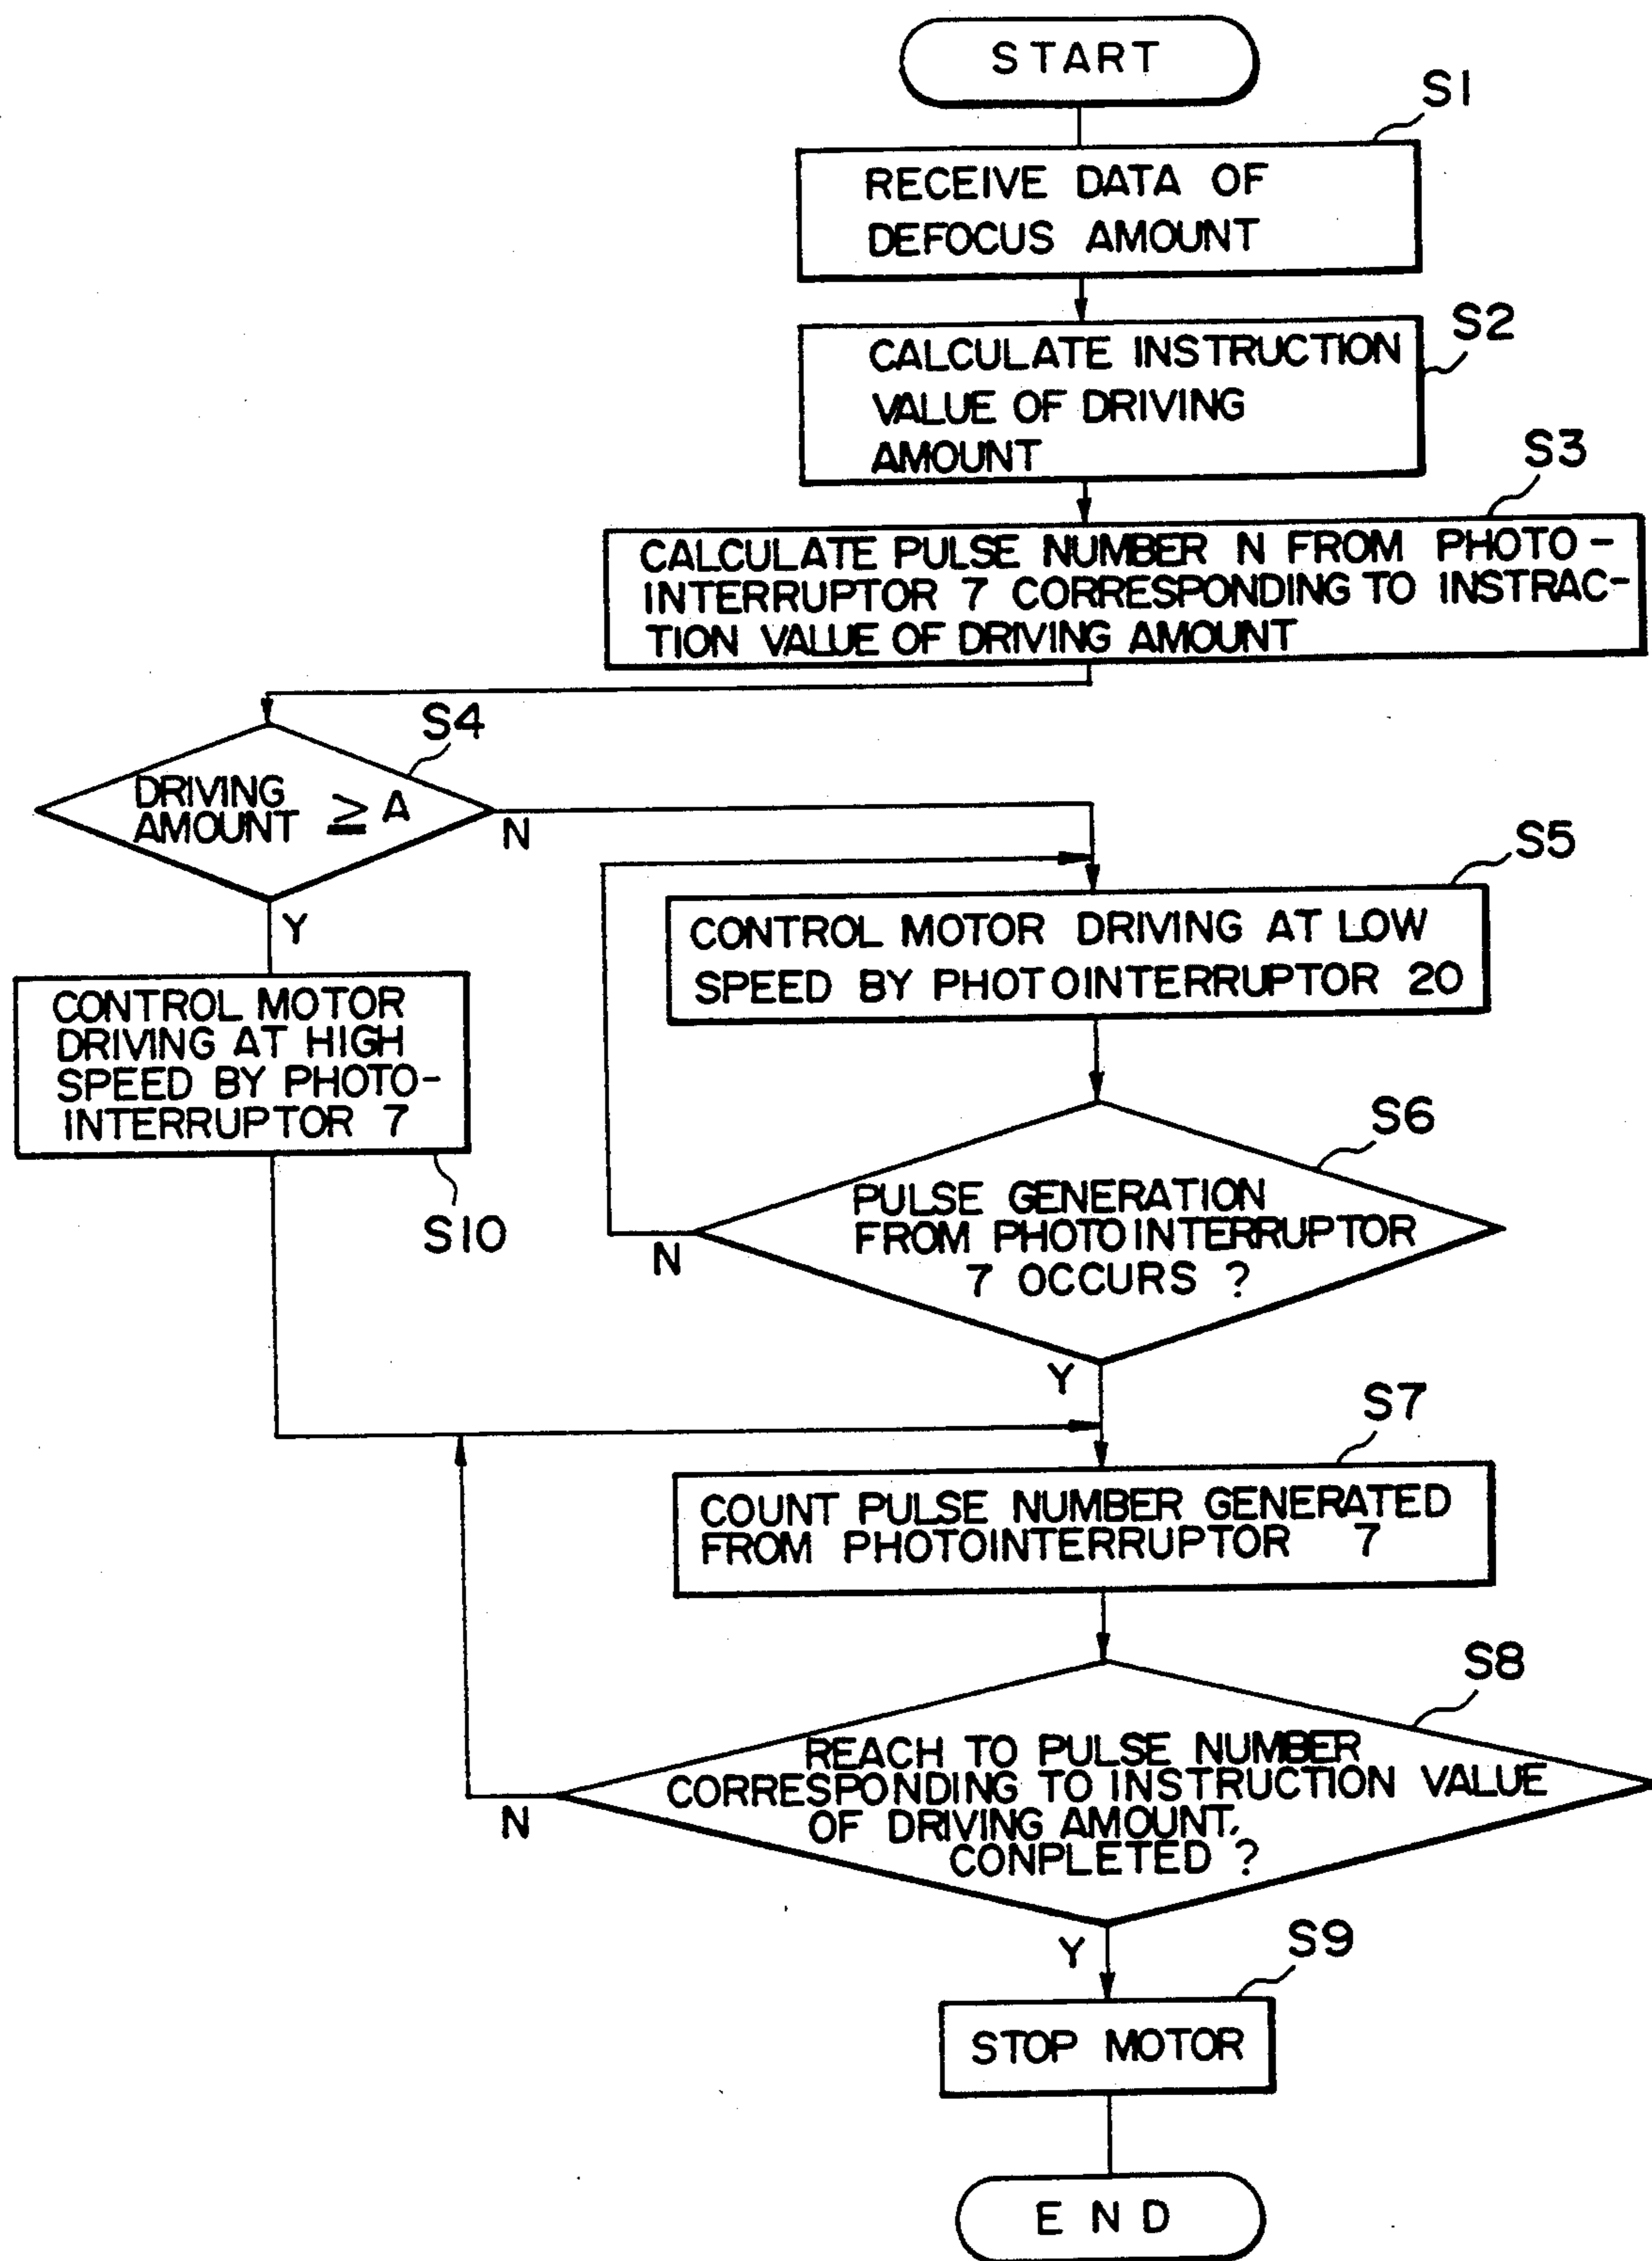 START
S1
RECEIVE DATA OF
DEFOCUS AMOUNT
S2
CALCULATE INSTRUCTION
VALUE OF DRIVING
AMOUNT
S3
CALCULATE PULSE NUMBER N FROM PHOTO-
INTERRUPTOR 7 CORRESPONDING TO INSTRAC-
TION VALUE OF DRIVING AMOUNT
S4
DRIVING
AMOUNT ≥ A
N
Y
S5
CONTROL MOTOR DRIVING AT LOW
SPEED BY PHOTOINTERRUPTOR 20
CONTROL MOTOR
DRIVING AT HIGH
SPEED BY PHOTO-
INTERRUPTOR 7
S10
S6
PULSE GENERATION
FROM PHOTOINTERRUPTOR
7 OCCURS ?
N
Y
S7
COUNT PULSE NUMBER GENERATED
FROM PHOTOINTERRUPTOR 7
S8
REACH TO PULSE NUMBER
CORRESPONDING TO INSTRUCTION VALUE
OF DRIVING AMOUNT.
CONPLETED ?
N
Y
S9
STOP MOTOR
END